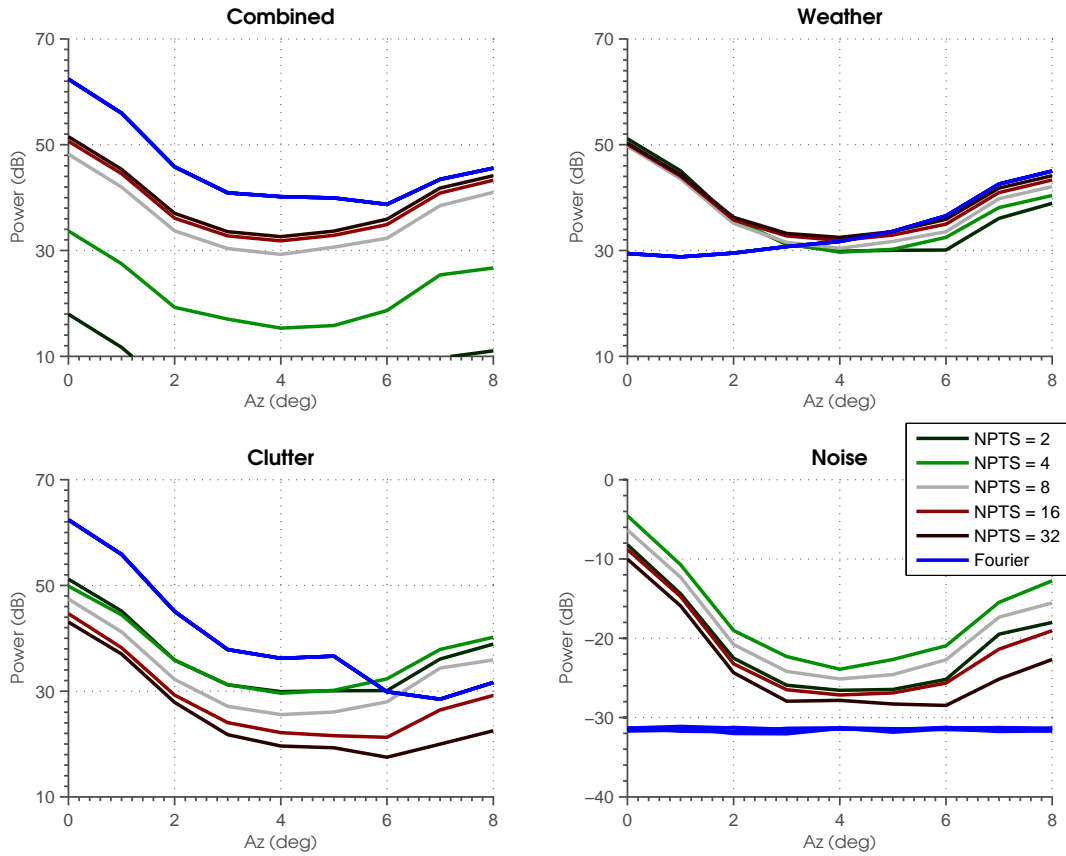 Combined
70
50
30
10
Power (dB)
0 2 4 6 8
Az (deg)
Weather
70
50
30
10
Power (dB)
0 2 4 6 8
Az (deg)
Clutter
70
50
30
10
Power (dB)
0 2 4 6 8
Az (deg)
Noise
0
−10
−20
−30
−40
Power (dB)
0 2 4 6 8
Az (deg)
NPTS = 2
NPTS = 4
NPTS = 8
NPTS = 16
NPTS = 32
Fourier